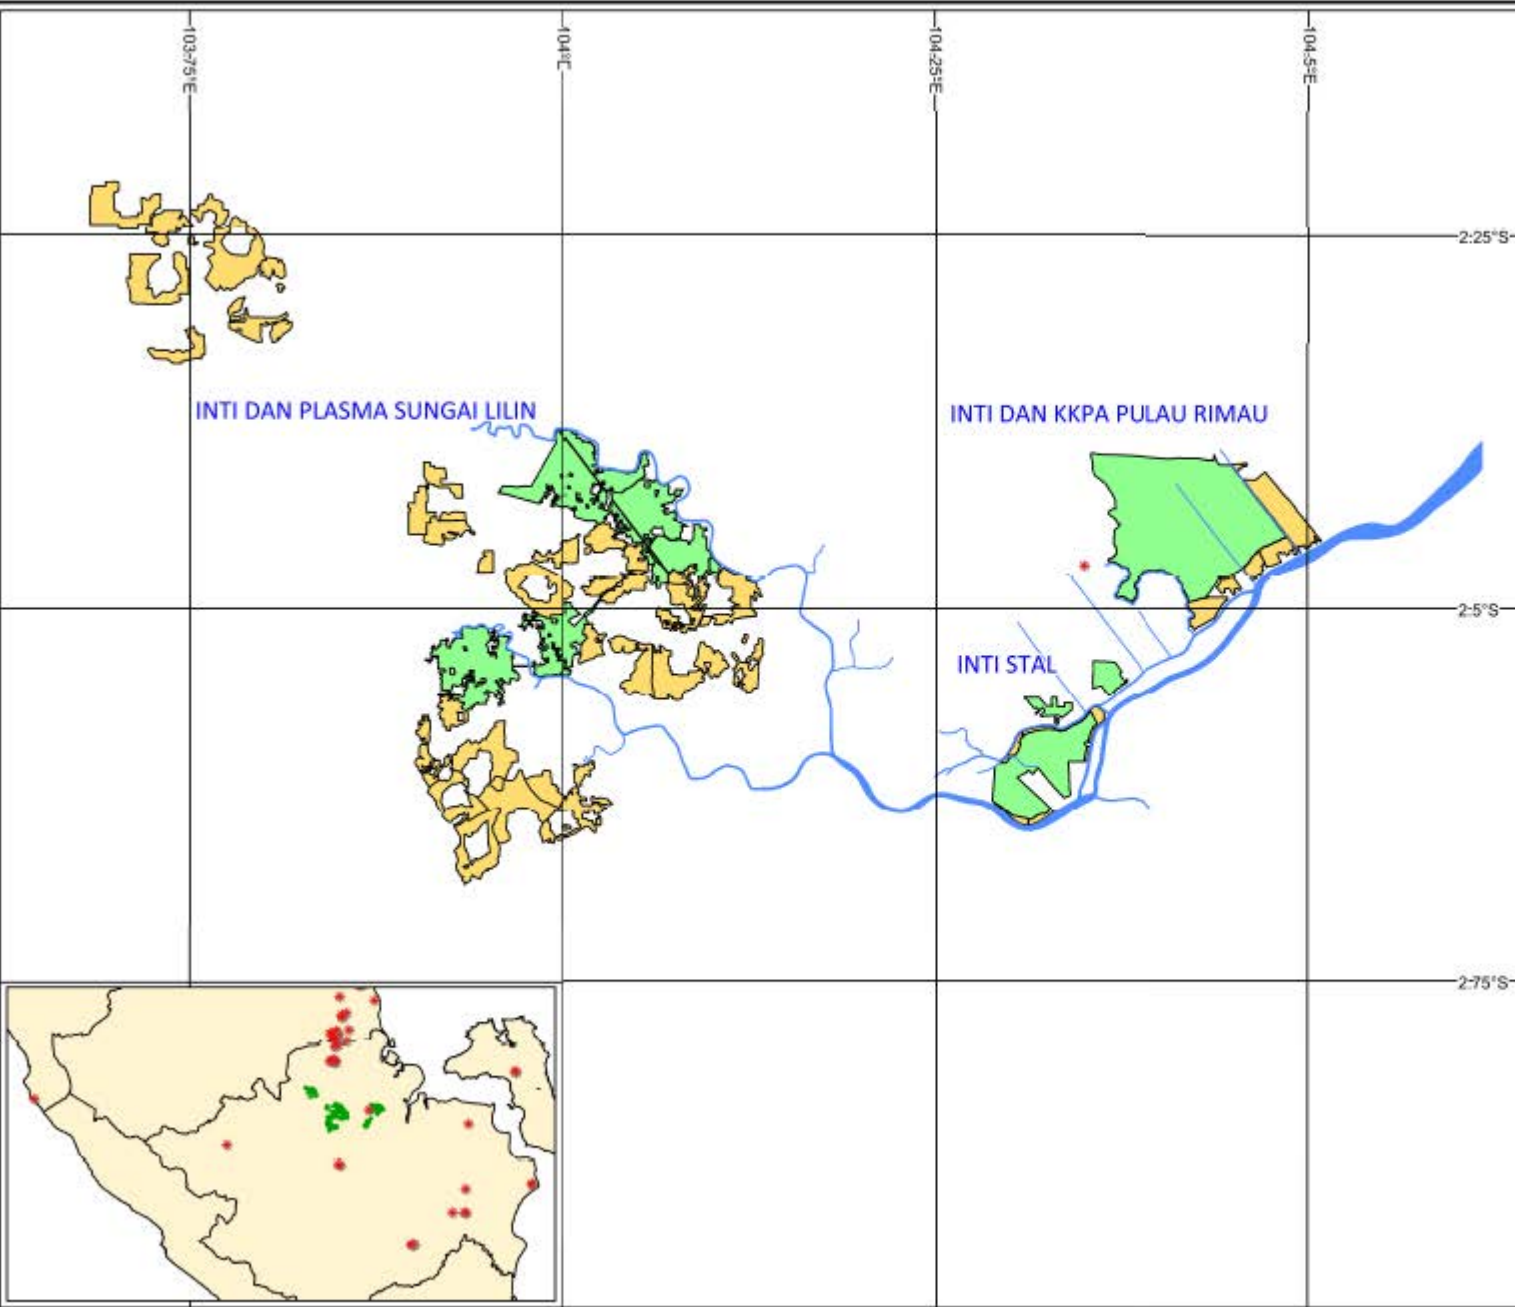 103.75°E
104°E
104.25°E
104.5°E
2.25°S
INTI DAN PLASMA SUNGAI LILIN
INTI DAN KKPA PULAU RIMAU
2.5°S
INTI STAL
2.75°S